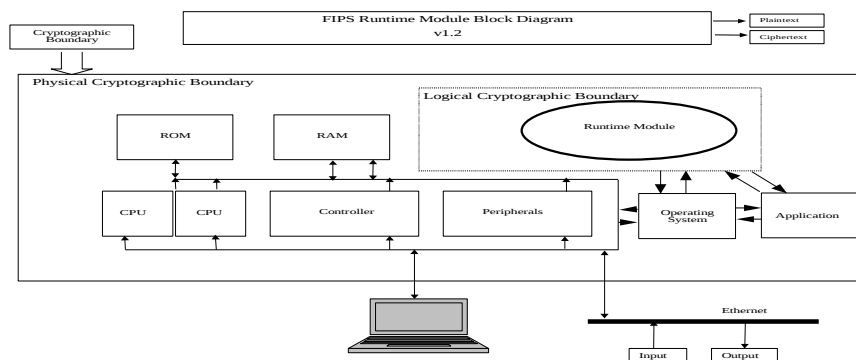 FIPS Runtime Module Block Diagram
v1.2
Plaintext
Ciphertext
Cryptographic
Boundary
Physical Cryptographic Boundary
Logical Cryptographic Boundary
Runtime Module
ROM
RAM
CPU
CPU
Controller
Peripherals
Operating
System
Application
Ethernet
Input
Output